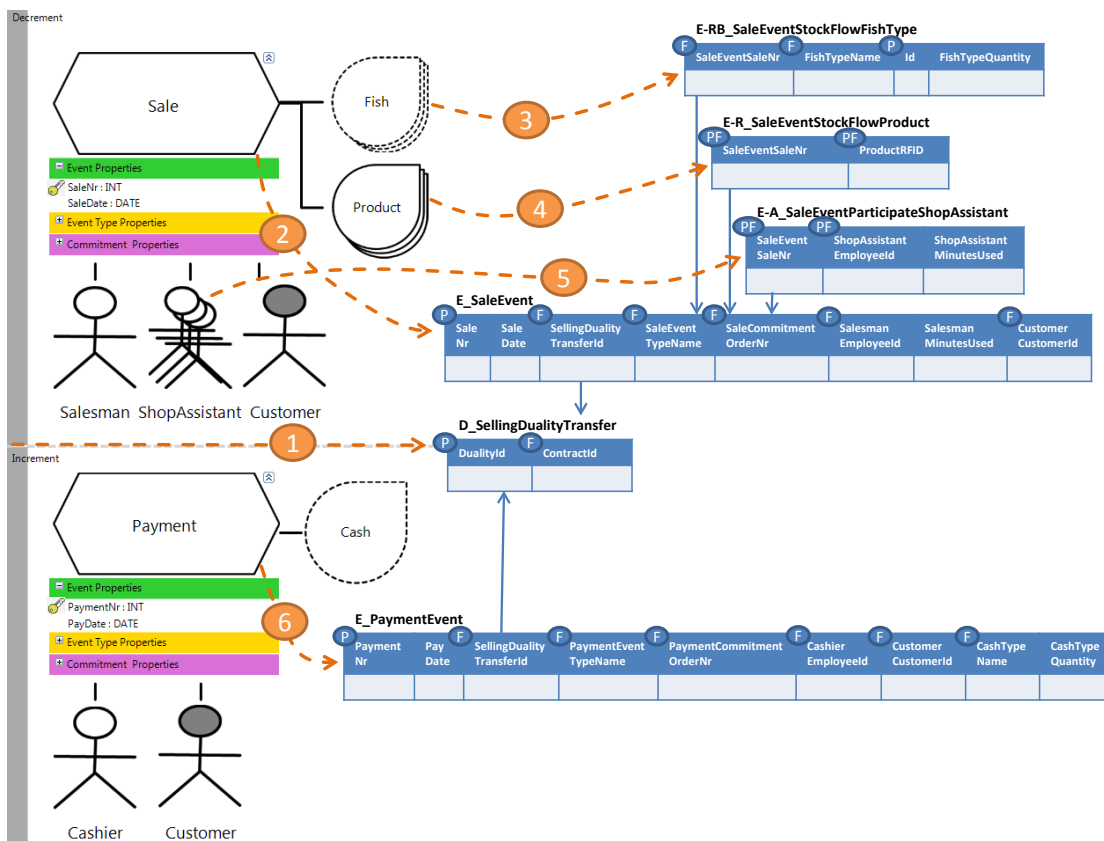 Decrement
Sale
Event Properties
SaleNr : INT
SaleDate : DATE
Event Type Properties
Commitment Properties
Fish
Product
Salesman
ShopAssistant
Customer
1
2
3
4
5
6
E-RB_SaleEventStockFlowFishType
F
F
P
SaleEventSaleNr
FishTypeName
Id
FishTypeQuantity
E-R_SaleEventStockFlowProduct
PF
PF
SaleEventSaleNr
ProductRFID
E-A_SaleEventParticipateShopAssistant
PF
PF
SaleEvent
SaleNr
ShopAssistant
EmployeeId
ShopAssistant
MinutesUsed
E_SaleEvent
P
F
F
F
F
F
Sale
Nr
Sale
Date
SellingDuality
TransferId
SaleEvent
TypeName
SaleCommitment
OrderNr
Salesman
EmployeeId
Salesman
MinutesUsed
Customer
CustomerId
D_SellingDualityTransfer
P
F
DualityId
ContractId
Increment
Payment
Event Properties
PaymentNr : INT
PayDate : DATE
Event Type Properties
Commitment Properties
Cash
Cashier
Customer
E_PaymentEvent
P
F
F
F
F
F
F
Payment
Nr
Pay
Date
SellingDuality
TransferId
PaymentEvent
TypeName
PaymentCommitment
OrderNr
Cashier
EmployeeId
Customer
CustomerId
CashType
Name
CashType
Quantity